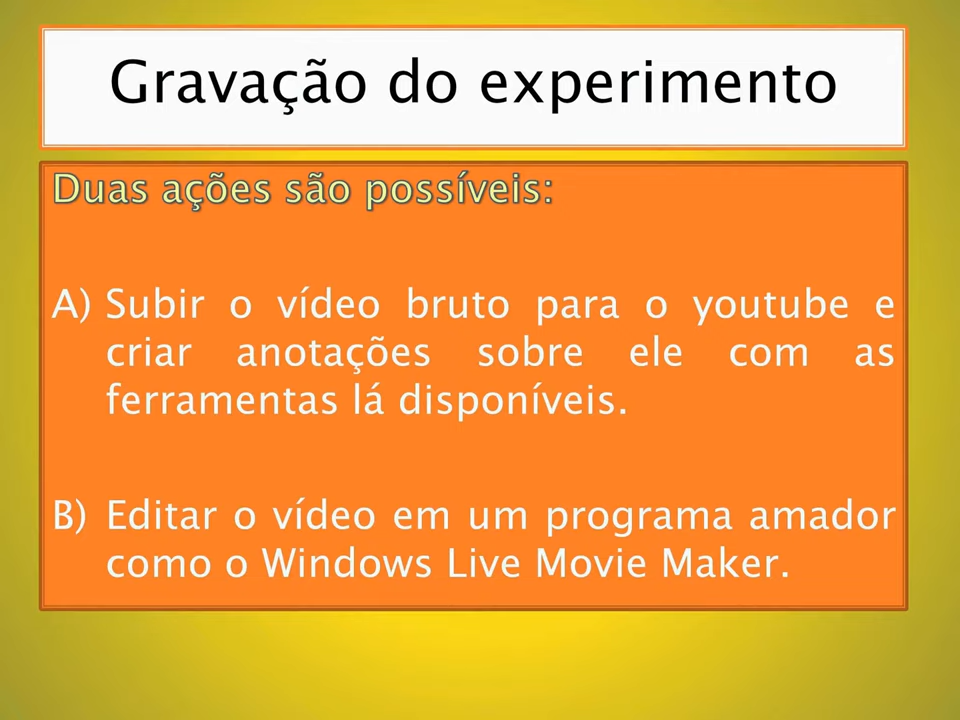 Gravação do experimento
Duas ações são possíveis:
A) Subir o vídeo bruto para o youtube e
criar anotações sobre ele com as
ferramentas lá disponíveis.
B) Editar o vídeo em um programa amador
como o Windows Live Movie Maker.